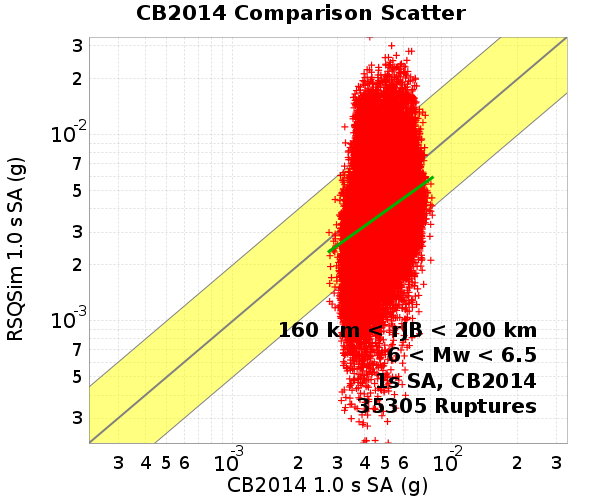 CB2014 Comparison Scatter
RSQSim 1.0 s SA (g)
3
2
10-2
7
5
3
2
10-3
7
5
3
160 km < rJB < 200 km
6 < Mw < 6.5
1s SA, CB2014
35305 Ruptures
3 4 5 6 10-3 2 3 4 5 6 10-2 2 3
CB2014 1.0 s SA (g)